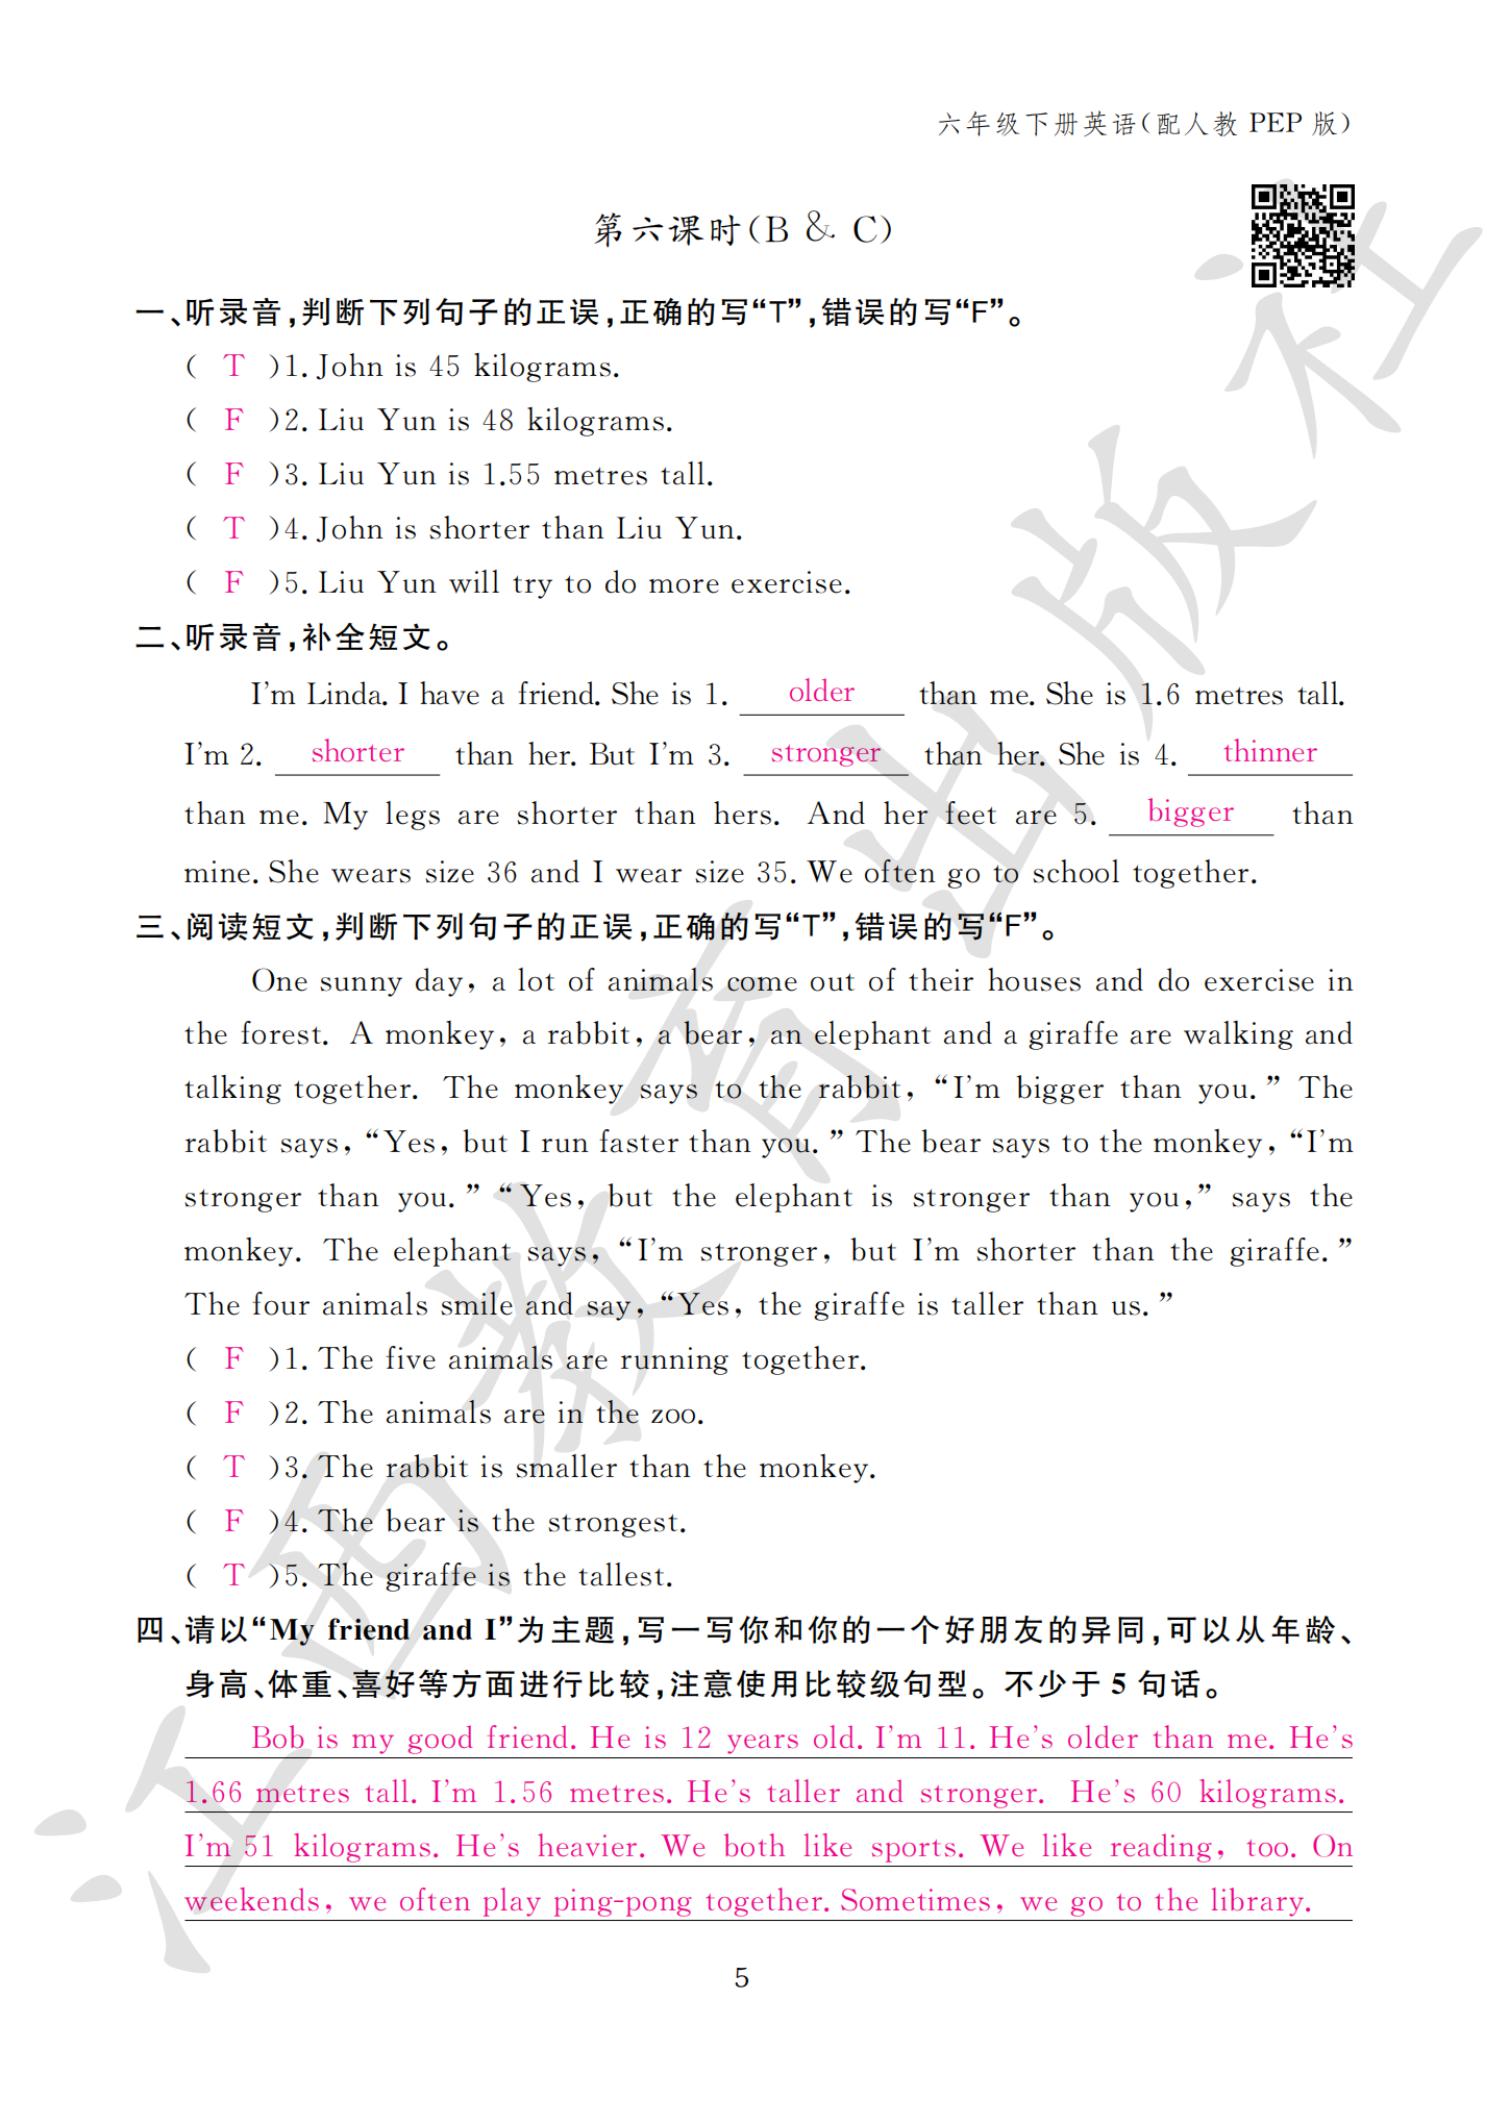 六年级下册英语(配人教 PEP 版)
第六课时(B & C)
一、听录音,判断下列句子的正误,正确的写“T”,错误的写“F”。
( T )1. John is 45 kilograms.
( F )2. Liu Yun is 48 kilograms.
( F )3. Liu Yun is 1.55 metres tall.
( T )4. John is shorter than Liu Yun.
( F )5. Liu Yun will try to do more exercise.
二、听录音,补全短文。
I’m Linda. I have a friend. She is 1. older than me. She is 1.6 metres tall.
I’m 2. shorter than her. But I’m 3. stronger than her. She is 4. thinner
than me. My legs are shorter than hers. And her feet are 5. bigger than
mine. She wears size 36 and I wear size 35. We often go to school together.
三、阅读短文,判断下列句子的正误,正确的写“T”,错误的写“F”。
One sunny day, a lot of animals come out of their houses and do exercise in
the forest. A monkey, a rabbit, a bear, an elephant and a giraffe are walking and
talking together. The monkey says to the rabbit, “I’m bigger than you.” The
rabbit says, “Yes, but I run faster than you.” The bear says to the monkey, “I’m
stronger than you.” “Yes, but the elephant is stronger than you,” says the
monkey. The elephant says, “I’m stronger, but I’m shorter than the giraffe.”
The four animals smile and say, “Yes, the giraffe is taller than us.”
( F )1. The five animals are running together.
( F )2. The animals are in the zoo.
( T )3. The rabbit is smaller than the monkey.
( F )4. The bear is the strongest.
( T )5. The giraffe is the tallest.
四、请以“My friend and I”为主题,写一写你和你的一个好朋友的异同,可以从年龄、
身高、体重、喜好等方面进行比较,注意使用比较级句型。不少于 5 句话。
Bob is my good friend. He is 12 years old. I’m 11. He’s older than me. He’s
1.66 metres tall. I’m 1.56 metres. He’s taller and stronger. He’s 60 kilograms.
I’m 51 kilograms. He’s heavier. We both like sports. We like reading, too. On
weekends, we often play ping-pong together. Sometimes, we go to the library.
5
江西教育出版社